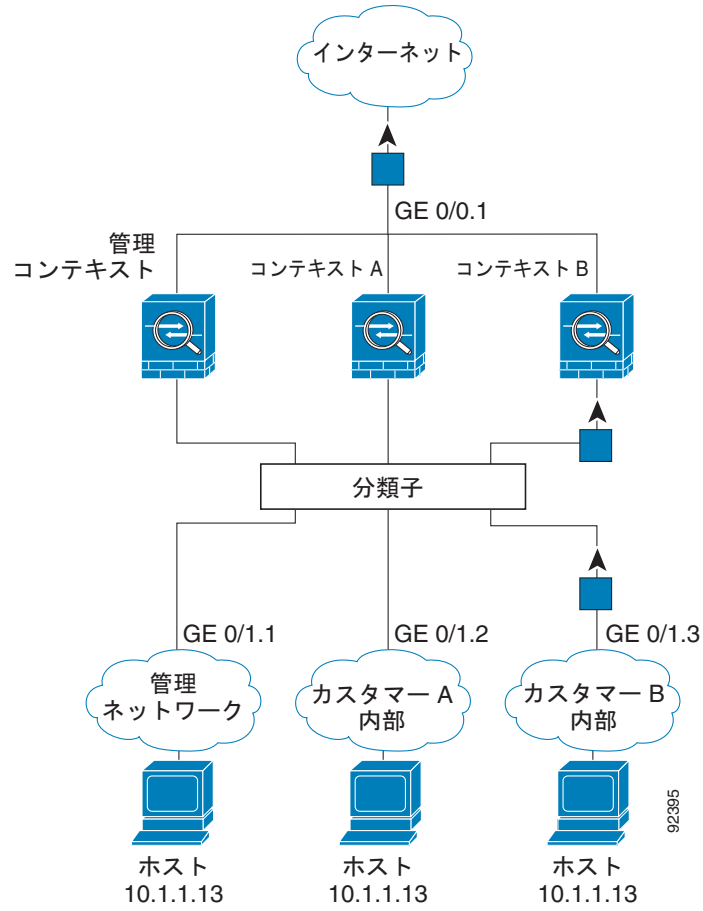 インターネット
GE 0/0.1
管理
コンテキスト
コンテキスト A
コンテキスト B
分類子
GE 0/1.1
GE 0/1.2
GE 0/1.3
管理
ネットワーク
カスタマー A
内部
カスタマー B
内部
92395
ホスト
10.1.1.13
ホスト
10.1.1.13
ホスト
10.1.1.13